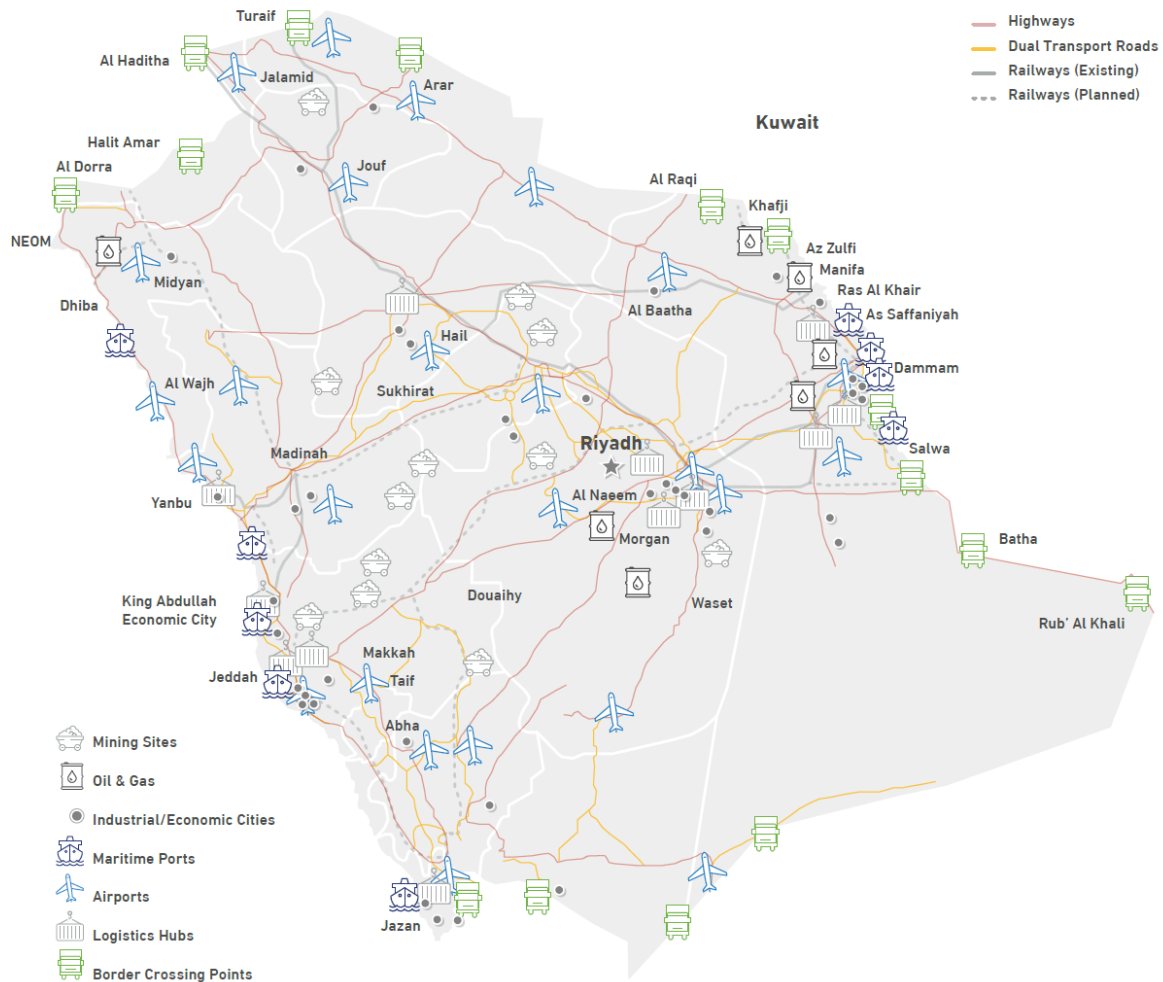 Turaif
Highways
Dual Transport Roads
Railways (Existing)
Railways (Planned)
Al Haditha
Jalamid
Arar
Kuwait
Halit Amar
Al Dorra
Jouf
Al Raqi
Khafji
NEOM
Az Zulfi
Manifa
Midyan
Ras Al Khair
Dhiba
Al Baatha
As Saffaniyah
Hail
Dammam
Al Wajh
Sukhirat
Riyadh
Salwa
Madinah
Al Naeem
Yanbu
Morgan
Batha
King Abdullah
Economic City
Douaihy
Waset
Rub' Al Khali
Makkah
Jeddah
Taif
Abha
Mining Sites
Oil & Gas
Industrial/Economic Cities
Maritime Ports
Airports
Jazan
Logistics Hubs
Border Crossing Points